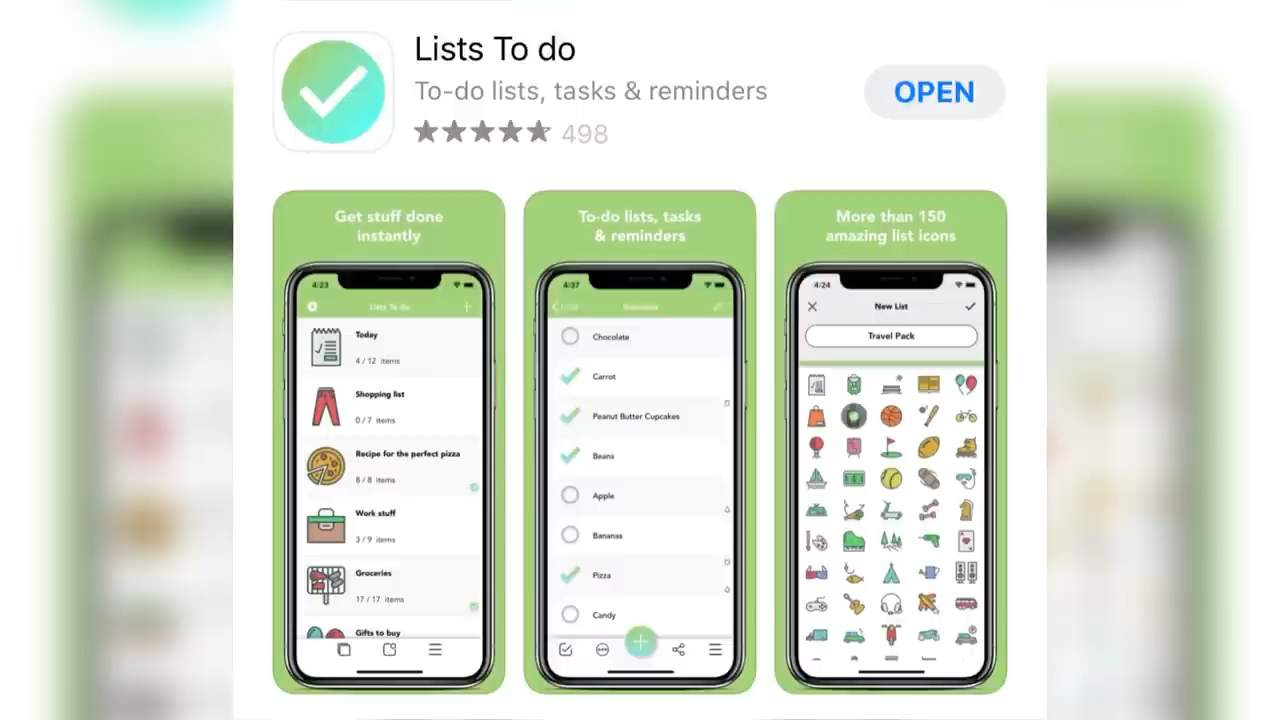 Lists To do
To-do lists, tasks & reminders
OPEN
498
Get stuff done
instantly
4:23
Lists To do
Today
4 / 12 items
Shopping list
0 / 7 items
Recipe for the perfect pizza
8 / 8 items
Work stuff
3 / 9 items
Groceries
17 / 17 items
Gifts to buy
To-do lists, tasks
& reminders
4:37
Chocolate
Carrot
Peanut Butter Cupcakes
Beans
Apple
Bananas
Pizza
Candy
More than 150
amazing list icons
4:24
New List
Travel Pack